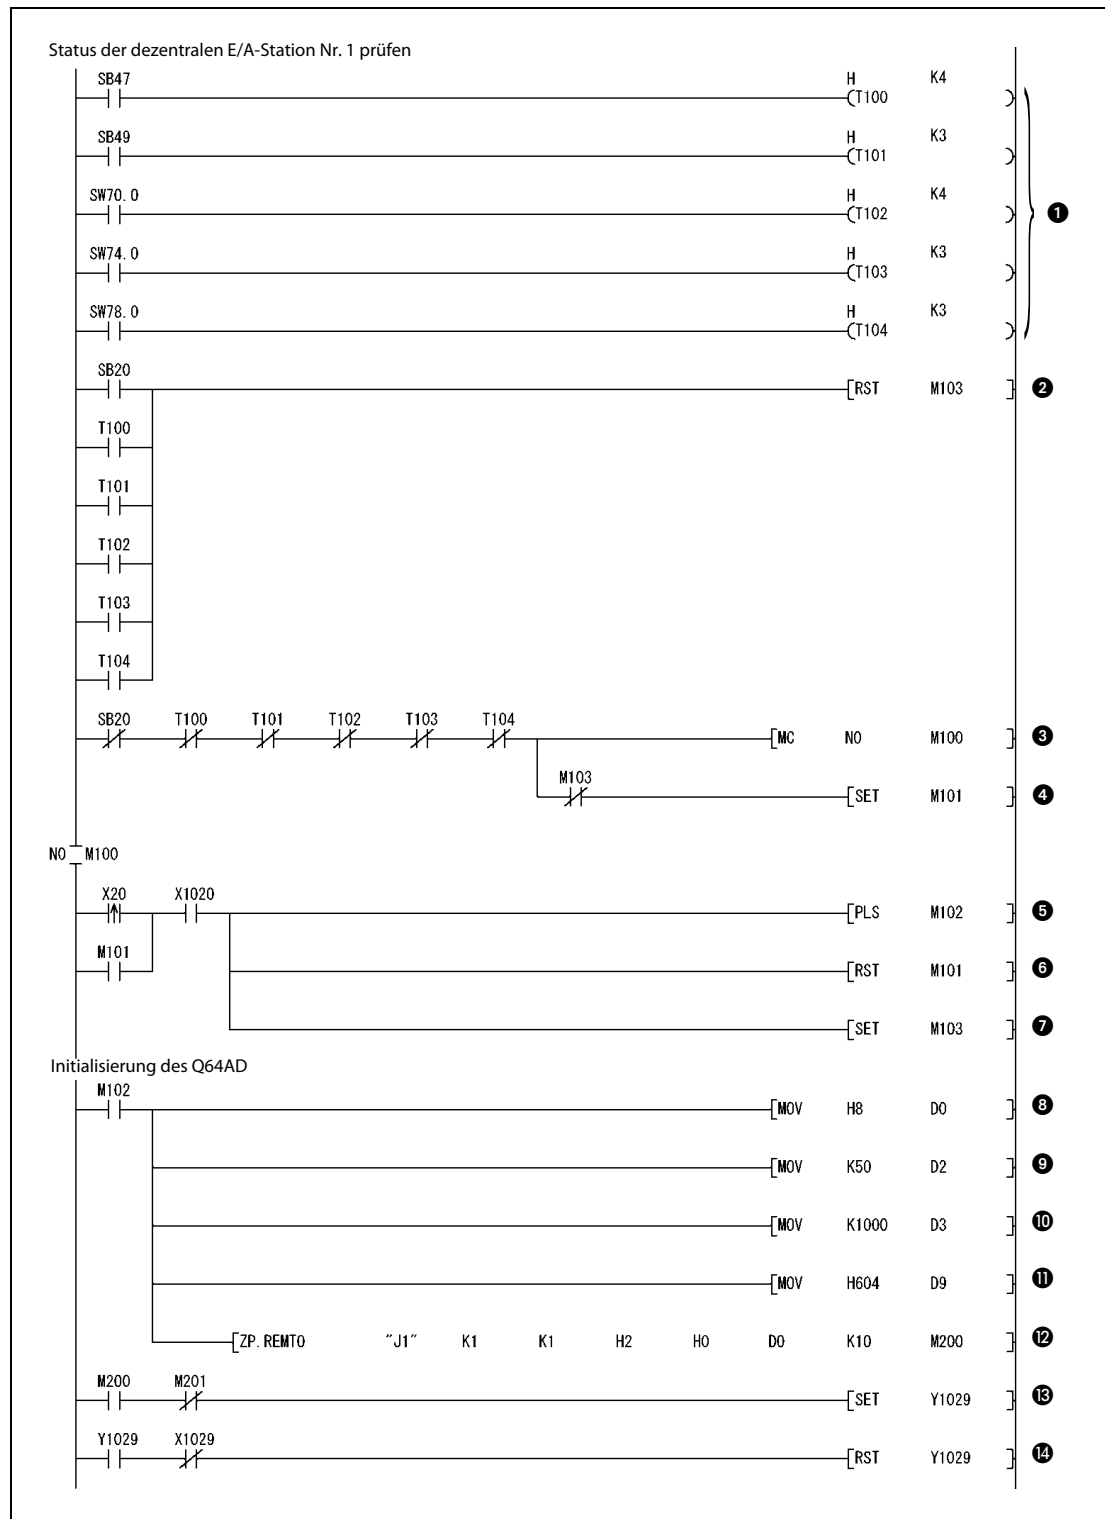 Status der dezentralen E/A-Station Nr. 1 prüfen
SB47 H K4
T100
SB49 H K3
T101
SW70.0 H K4
T102
❶
SW74.0 H K3
T103
SW78.0 H K3
T104
SB20
RST M103 ❷
T100
T101
T102
T103
T104
SB20 T100 T101 T102 T103 T104
MC N0 M100 ❸
M103
SET M101 ❹
N0 M100
X20 X1020
PLS M102 ❺
M101
RST M101 ❻
SET M103 ❼
Initialisierung des Q64AD
M102
MOV H8 D0 ❽
MOV K50 D2 ❾
MOV K1000 D3 ❿
MOV H604 D9 ⓫
ZP.REMTO "J1" K1 K1 H2 H0 D0 K10 M200 ⓬
M200 M201
SET Y1029 ⓭
Y1029 X1029
RST Y1029 ⓮